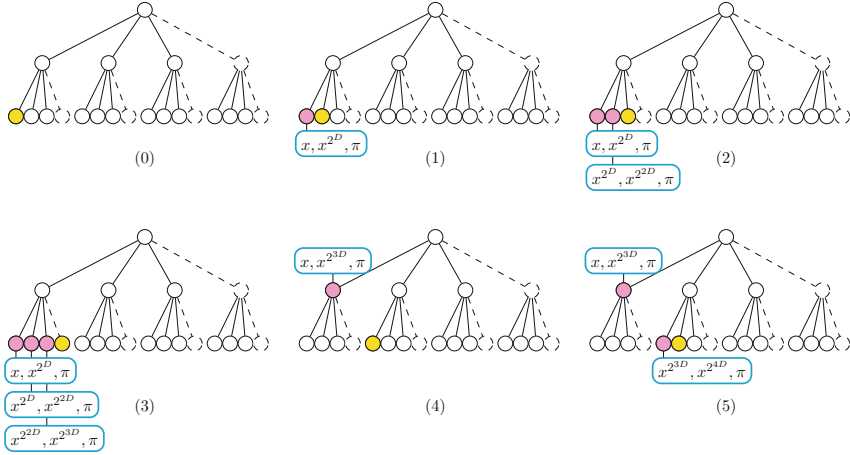 x, x^{2^D}, π
(0)
(1)
x, x^{2^D}, π
x^{2^D}, x^{2^{2D}}, π
(2)
x, x^{2^D}, π
x^{2^D}, x^{2^{2D}}, π
x^{2^{2D}}, x^{2^{3D}}, π
(3)
x, x^{2^{3D}}, π
(4)
x, x^{2^{3D}}, π
x^{2^{3D}}, x^{2^{4D}}, π
(5)